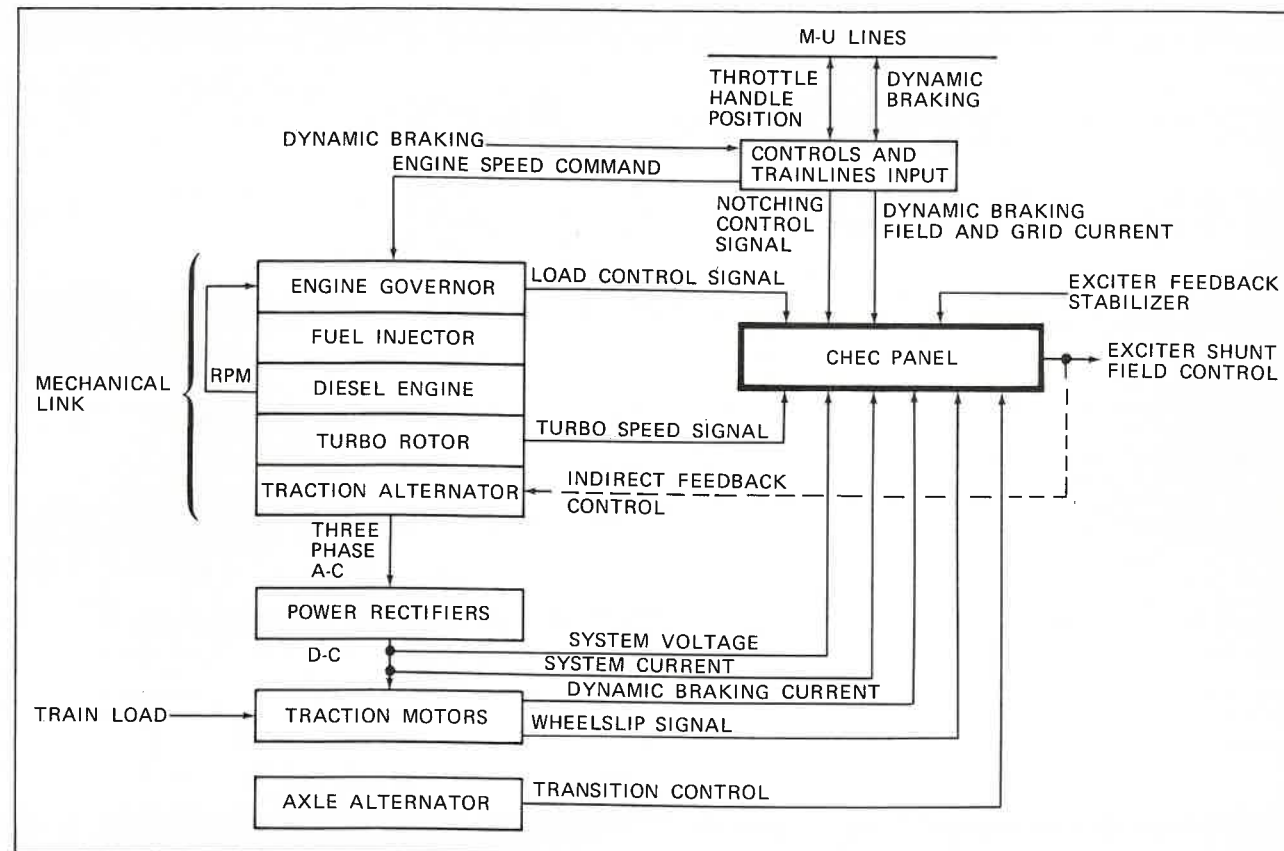 M-U LINES
THROTTLE
HANDLE
POSITION
DYNAMIC
BRAKING
DYNAMIC BRAKING
ENGINE SPEED COMMAND
CONTROLS AND
TRAINLINES INPUT
NOTCHING
CONTROL
SIGNAL
DYNAMIC BRAKING
FIELD AND GRID CURRENT
MECHANICAL
LINK
RPM
ENGINE GOVERNOR
FUEL INJECTOR
DIESEL ENGINE
TURBO ROTOR
TRACTION ALTERNATOR
LOAD CONTROL SIGNAL
EXCITER FEEDBACK
STABILIZER
CHEC PANEL
EXCITER SHUNT
FIELD CONTROL
TURBO SPEED SIGNAL
INDIRECT FEEDBACK
CONTROL
THREE
PHASE
A-C
POWER RECTIFIERS
D-C
SYSTEM VOLTAGE
SYSTEM CURRENT
DYNAMIC BRAKING CURRENT
TRAIN LOAD
TRACTION MOTORS
WHEELSLIP SIGNAL
AXLE ALTERNATOR
TRANSITION CONTROL